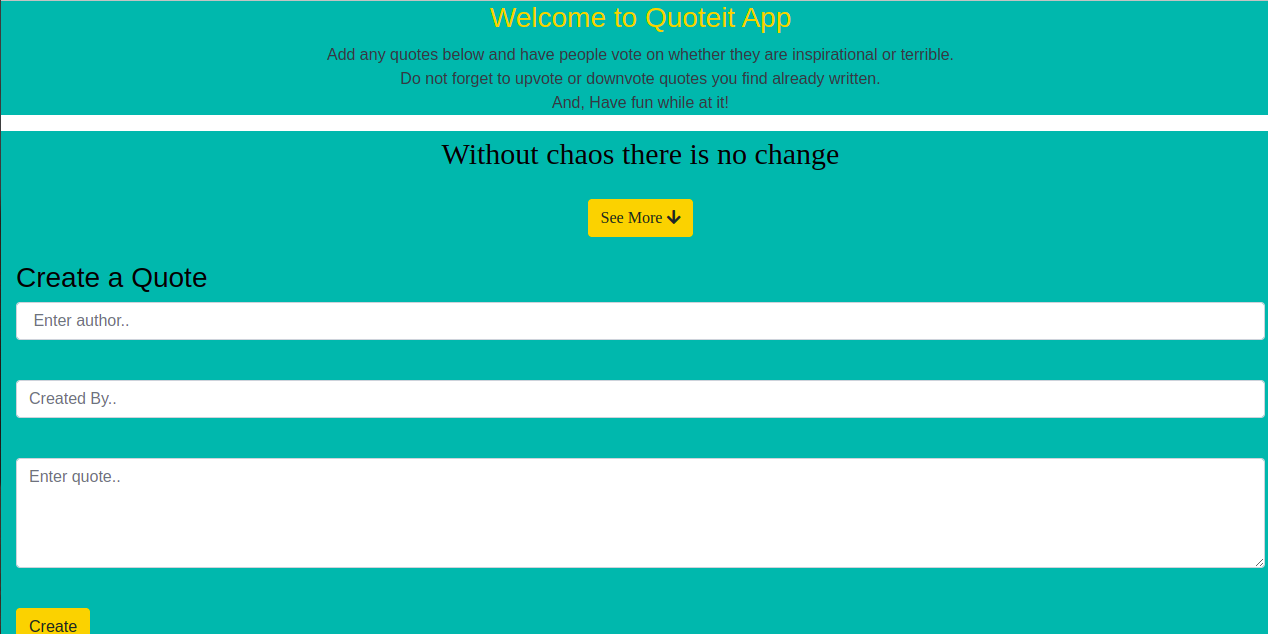 Welcome to Quoteit App
Add any quotes below and have people vote on whether they are inspirational or terrible.
Do not forget to upvote or downvote quotes you find already written.
And, Have fun while at it!
Without chaos there is no change
See More
Create a Quote
Enter author..
Created By..
Enter quote..
Create